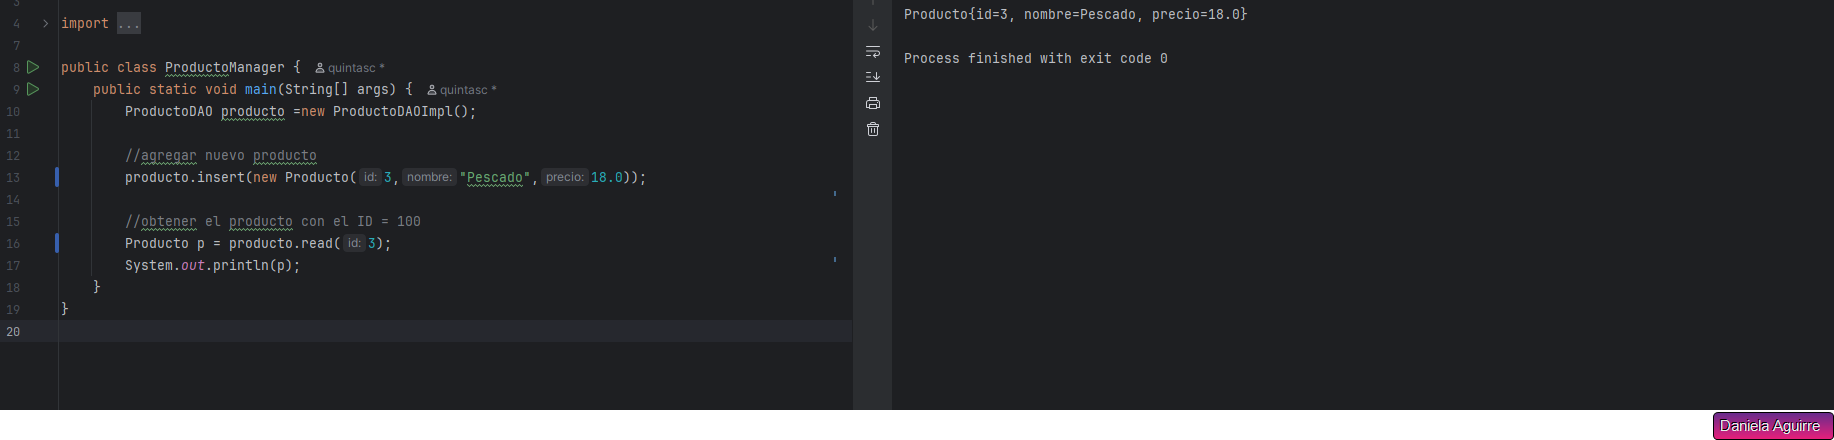 3
4 import ...
7
8 public class ProductoManager { quintasc *
9 public static void main(String[] args) { quintasc *
10 ProductoDAO producto =new ProductoDAOImpl();
11
12 //agregar nuevo producto
13 producto.insert(new Producto( id: 3, nombre: "Pescado", precio: 18.0));
14
15 //obtener el producto con el ID = 100
16 Producto p = producto.read( id: 3);
17 System.out.println(p);
18 }
19 }
20
Producto{id=3, nombre=Pescado, precio=18.0}
Process finished with exit code 0
Daniela Aguirre